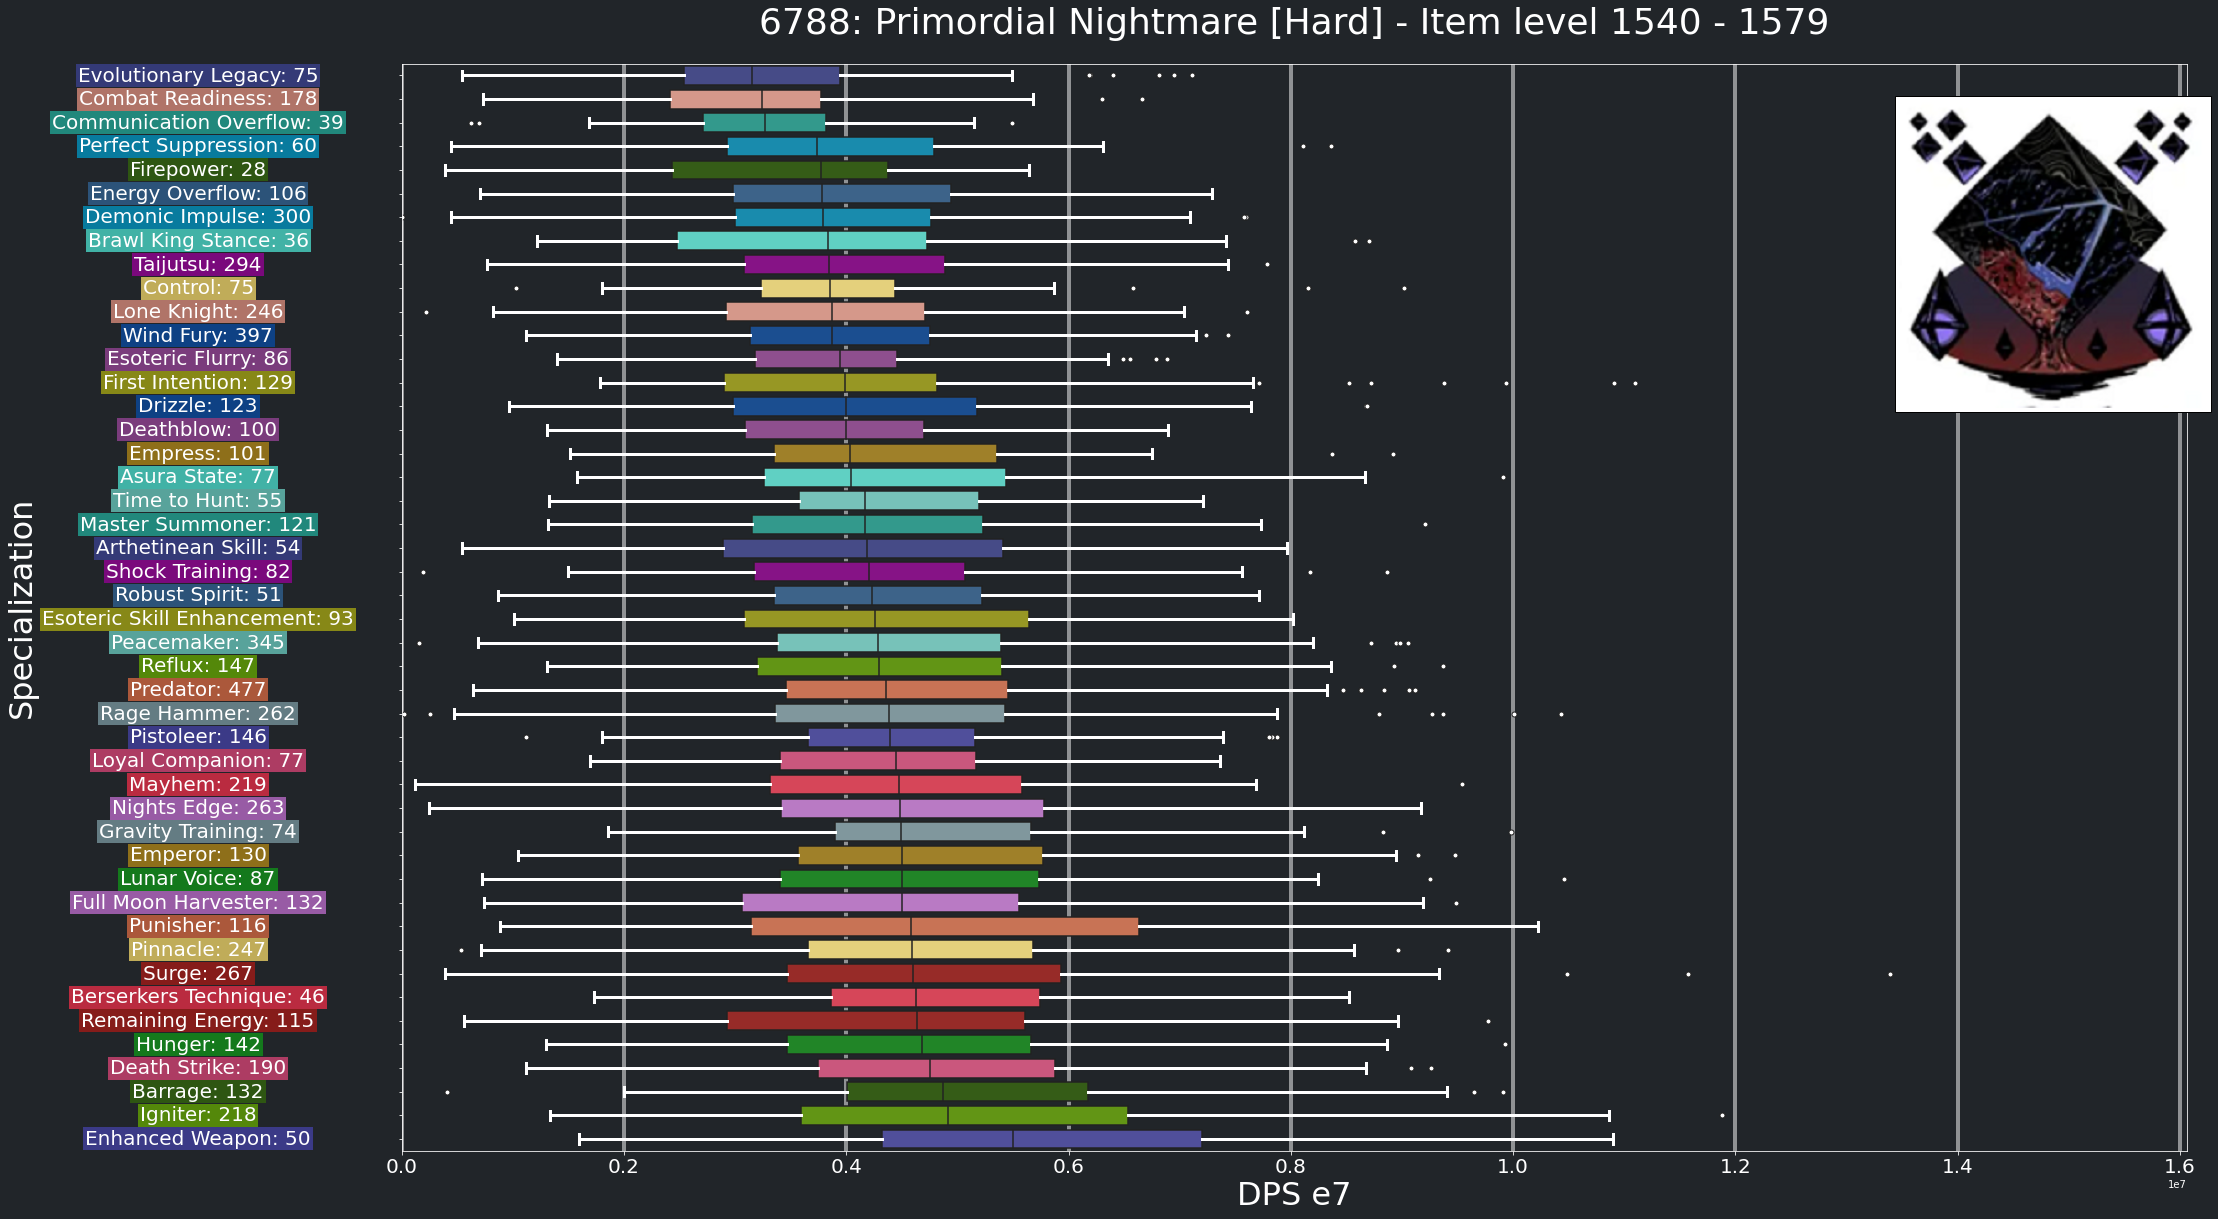 6788: Primordial Nightmare [Hard] - Item level 1540 - 1579
Specialization
Evolutionary Legacy: 75
Combat Readiness: 178
Communication Overflow: 39
Perfect Suppression: 60
Firepower: 28
Energy Overflow: 106
Demonic Impulse: 300
Brawl King Stance: 36
Taijutsu: 294
Control: 75
Lone Knight: 246
Wind Fury: 397
Esoteric Flurry: 86
First Intention: 129
Drizzle: 123
Deathblow: 100
Empress: 101
Asura State: 77
Time to Hunt: 55
Master Summoner: 121
Arthetinean Skill: 54
Shock Training: 82
Robust Spirit: 51
Esoteric Skill Enhancement: 93
Peacemaker: 345
Reflux: 147
Predator: 477
Rage Hammer: 262
Pistoleer: 146
Loyal Companion: 77
Mayhem: 219
Nights Edge: 263
Gravity Training: 74
Emperor: 130
Lunar Voice: 87
Full Moon Harvester: 132
Punisher: 116
Pinnacle: 247
Surge: 267
Berserkers Technique: 46
Remaining Energy: 115
Hunger: 142
Death Strike: 190
Barrage: 132
Igniter: 218
Enhanced Weapon: 50
0.0 0.2 0.4 0.6 0.8 1.0 1.2 1.4 1.6
1e7
DPS e7